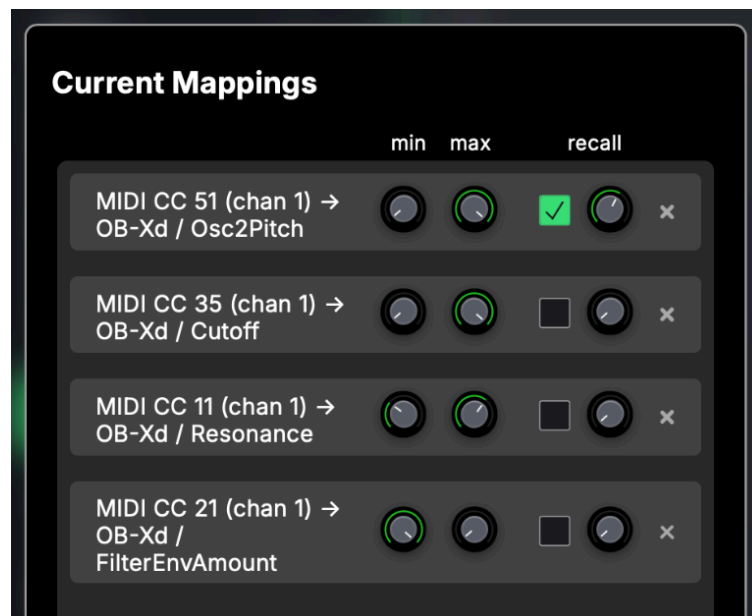 Current Mappings
min max recall
MIDI CC 51 (chan 1) →
OB-Xd / Osc2Pitch
MIDI CC 35 (chan 1) →
OB-Xd / Cutoff
MIDI CC 11 (chan 1) →
OB-Xd / Resonance
MIDI CC 21 (chan 1) →
OB-Xd /
FilterEnvAmount